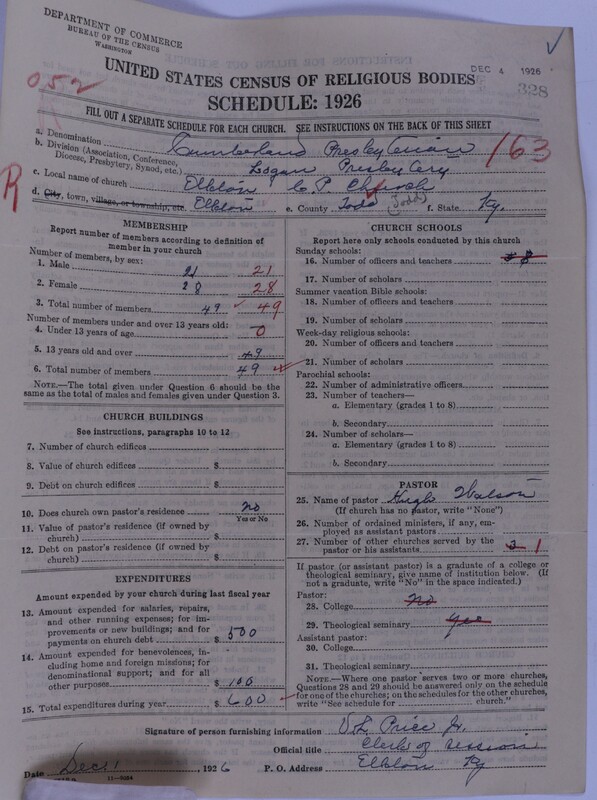 DEPARTMENT OF COMMERCE
BUREAU OF THE CENSUS
WASHINGTON
UNITED STATES CENSUS OF RELIGIOUS BODIES
DEC 4 1926
328
052
SCHEDULE: 1926
FILL OUT A SEPARATE SCHEDULE FOR EACH CHURCH. SEE INSTRUCTIONS ON THE BACK OF THIS SHEET
163
R
a. Denomination Cumberland Presbyterian
b. Division (Association, Conference, Diocese, Presbytery, Synod, etc.) Logan Presbytery
c. Local name of church Elkton C. P. Church
d. City, town, village, or township, etc. Elkton e. County Todd (Todd) f. State Ky.
MEMBERSHIP
Report number of members according to definition of
member in your church
Number of members, by sex:
1. Male 21 21
2. Female 28 28
3. Total number of members 49 49
Number of members under and over 13 years old:
4. Under 13 years of age 0
5. 13 years old and over 49
6. Total number of members 49
NOTE.—The total given under Question 6 should be the
same as the total of males and females given under Question 3.
CHURCH BUILDINGS
See instructions, paragraphs 10 to 12
7. Number of church edifices
8. Value of church edifices $
9. Debt on church edifices $
10. Does church own pastor's residence No
Yes or No
11. Value of pastor's residence (if owned by
church) $
12. Debt on pastor's residence (if owned by
church) $
EXPENDITURES
Amount expended by your church during last fiscal year
13. Amount expended for salaries, repairs,
and other running expenses; for im-
provements or new buildings; and for
payments on church debt $ 500
14. Amount expended for benevolences, in-
cluding home and foreign missions; for
denominational support; and for all
other purposes $ 100
15. Total expenditures during year $ 600
CHURCH SCHOOLS
Report here only schools conducted by this church
Sunday schools:
16. Number of officers and teachers 8
17. Number of scholars
Summer vacation Bible schools:
18. Number of officers and teachers
19. Number of scholars
Week-day religious schools:
20. Number of officers and teachers
21. Number of scholars
Parochial schools:
22. Number of administrative officers
23. Number of teachers—
a. Elementary (grades 1 to 8)
b. Secondary
24. Number of scholars—
a. Elementary (grades 1 to 8)
b. Secondary
PASTOR
25. Name of pastor Hugh Watson
(If church has no pastor, write "None")
26. Number of ordained ministers, if any, em-
ployed as assistant pastors
27. Number of other churches served by the
pastor or his assistants 3 1
If pastor (or assistant pastor) is a graduate of a college or
theological seminary, give name of institution below. (If
not a graduate, write "No" in the space indicated.)
Pastor:
28. College No
29. Theological seminary Yes
Assistant pastor:
30. College
31. Theological seminary
NOTE.—Where one pastor serves two or more churches,
Questions 28 and 29 should be answered only on the schedule
for one of the churches; on the schedules for the other churches,
write "See schedule for church."
Signature of person furnishing information V. L. Price Jr.
Official title Clerk of Session
Date Dec 1, 1926 P. O. Address Elkton Ky
11—9234